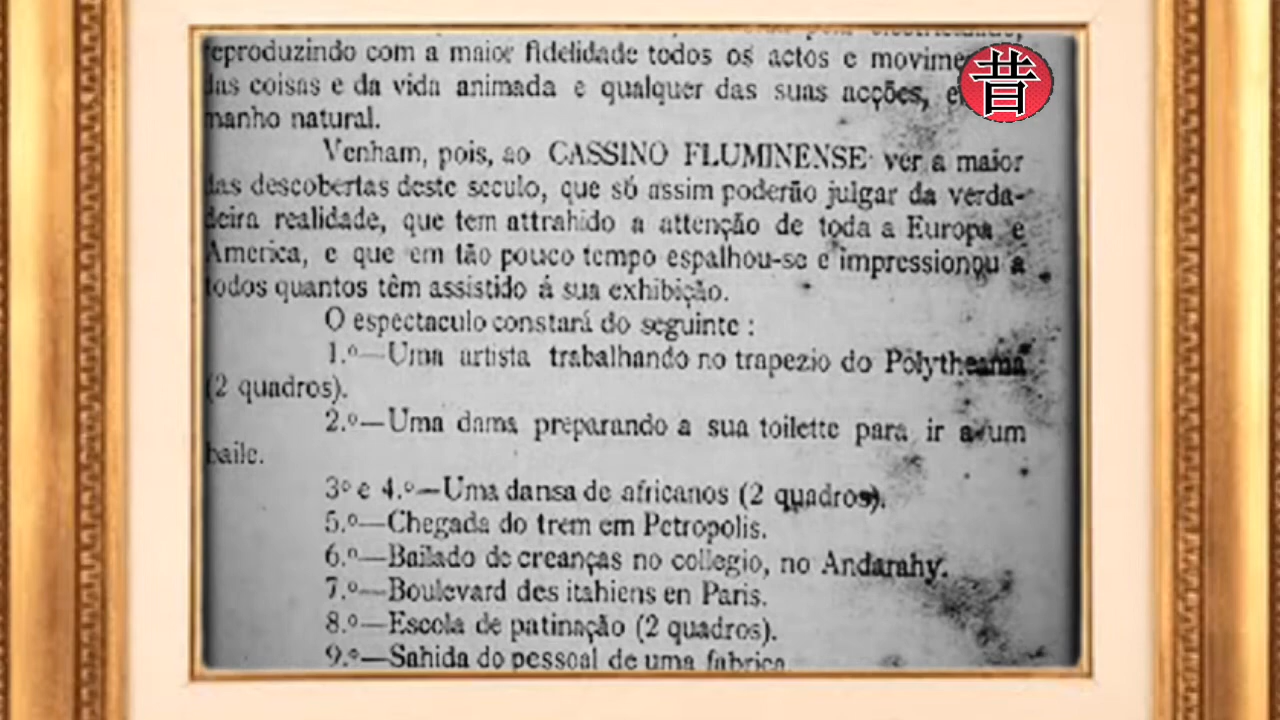 reproduzindo com a maior fidelidade todos os actos e movime
das coisas e da vida animada e qualquer das suas acções, e
manho natural.
昔
Venham, pois, ao CASSINO FLUMINENSE ver a maior
das descobertas deste seculo, que só assim poderão julgar da verda-
deira realidade, que tem attrahido a attenção de toda a Europa e
America, e que em tão pouco tempo espalhou-se e impressionou a
todos quantos têm assistido á sua exhibição.
O espectaculo constará do seguinte :
1.º—Uma artista trabalhando no trapezio do Polytheama
(2 quadros).
2.º—Uma dama preparando a sua toilette para ir a um
baile.
3º e 4.º—Uma dansa de africanos (2 quadros).
5.º—Chegada do trem em Petropolis.
6.º—Bailado de creanças no collegio, no Andarahy.
7.º—Boulevard des itahiens en Paris.
8.º—Escola de patinação (2 quadros).
9.º—Sahida do pessoal de uma fabrica